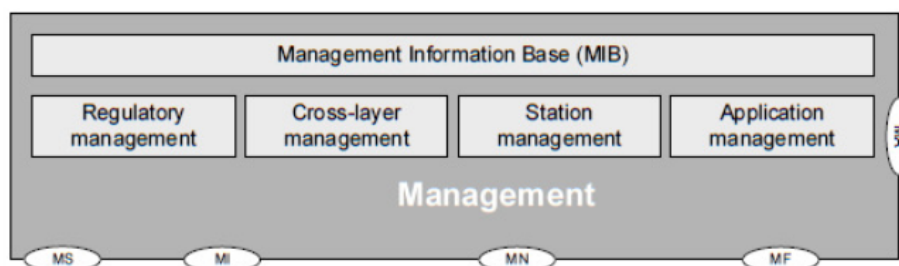 Management Information Base (MIB)
Regulatory management
Cross-layer management
Station management
Application management
Management
MS
MI
MN
MF